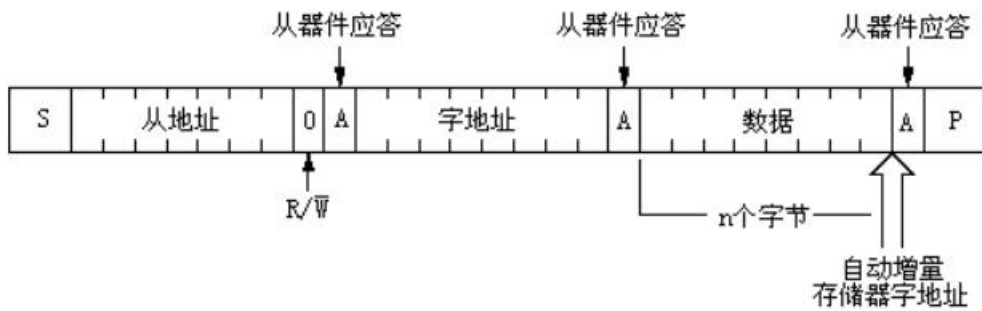 从器件应答 从器件应答 从器件应答
S 从地址 0 A 字地址 A 数据 A P
R/W̅
n个字节
自动增量
存储器字地址